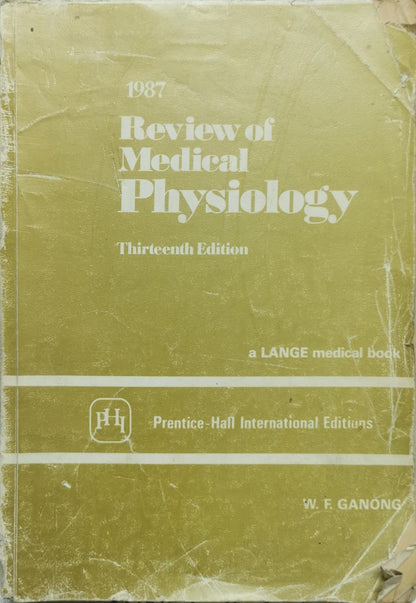 1987
Review of
Medical
Physiology
Thirteenth Edition
a LANGE medical book
PHI
Prentice-Hall International Editions
W. F. GANONG